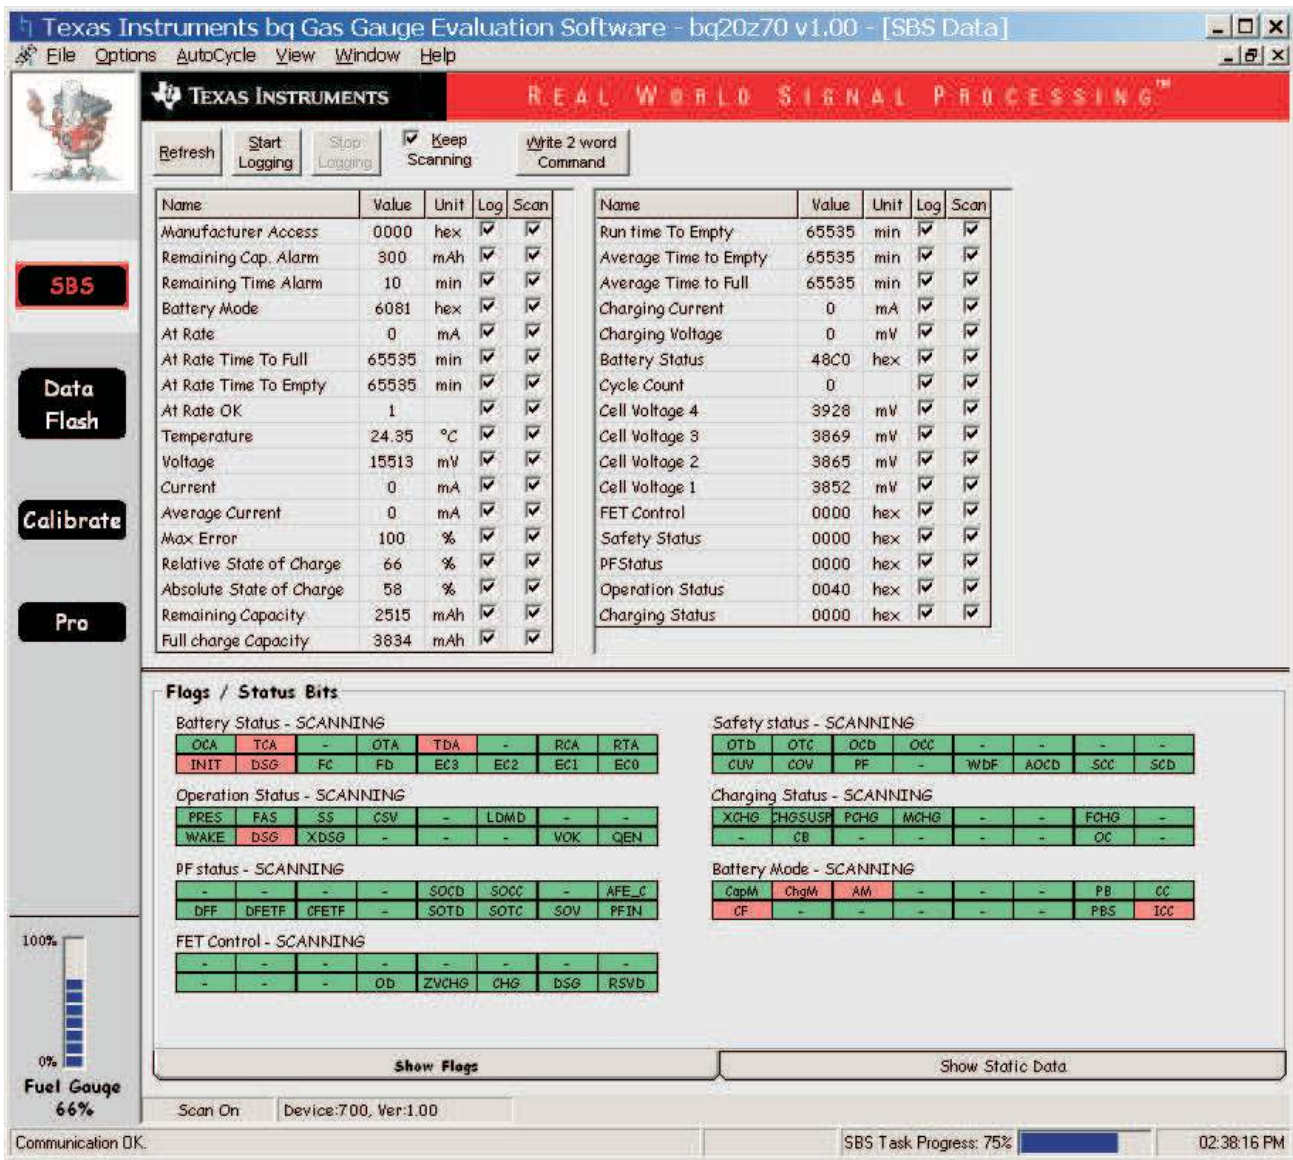 Texas Instruments bq Gas Gauge Evaluation Software - bq20z70 v1.00 - [SBS Data]
File Options AutoCycle View Window Help
TEXAS INSTRUMENTS REAL WORLD SIGNAL PROCESSING™
Refresh Start Logging Stop Logging Keep Scanning Write 2 word Command
Name Value Unit Log Scan
Manufacturer Access 0000 hex
Remaining Cap. Alarm 300 mAh
Remaining Time Alarm 10 min
Battery Mode 6081 hex
At Rate 0 mA
At Rate Time To Full 65535 min
At Rate Time To Empty 65535 min
At Rate OK 1
Temperature 24.35 °C
Voltage 15513 mV
Current 0 mA
Average Current 0 mA
Max Error 100 %
Relative State of Charge 66 %
Absolute State of Charge 58 %
Remaining Capacity 2515 mAh
Full charge Capacity 3834 mAh
Name Value Unit Log Scan
Run time To Empty 65535 min
Average Time to Empty 65535 min
Average Time to Full 65535 min
Charging Current 0 mA
Charging Voltage 0 mV
Battery Status 48C0 hex
Cycle Count 0
Cell Voltage 4 3928 mV
Cell Voltage 3 3869 mV
Cell Voltage 2 3865 mV
Cell Voltage 1 3852 mV
FET Control 0000 hex
Safety Status 0000 hex
PFStatus 0000 hex
Operation Status 0040 hex
Charging Status 0000 hex
SBS
Data
Flash
Calibrate
Pro
Flags / Status Bits
Battery Status - SCANNING
OCA TCA - OTA TDA - RCA RTA
INIT DSG FC FD EC3 EC2 EC1 EC0
Operation Status - SCANNING
PRES FAS SS CSV - LDMD - -
WAKE DSG XDSG - - - VOK QEN
PF status - SCANNING
- - - - SOCD SOCC - AFE_C
DFF DFETF CFETF - SOTD SOTC SOV PFIN
FET Control - SCANNING
- - - - - - - -
- - - OD ZVCHG CHG DSG RSVD
Safety status - SCANNING
OTD OTC OCD OCC - - - -
CUV COV PF - WDF AOCD SCC SCD
Charging Status - SCANNING
XCHG CHGSUSP PCHG MCHG - - FCHG -
- CB - - - - OC -
Battery Mode - SCANNING
CapM ChgM AM - - - PB CC
CF - - - - - PBS ICC
100%
0%
Fuel Gauge
66%
Show Flags Show Static Data
Scan On Device:700, Ver:1.00
Communication OK. SBS Task Progress: 75% 02:38:16 PM